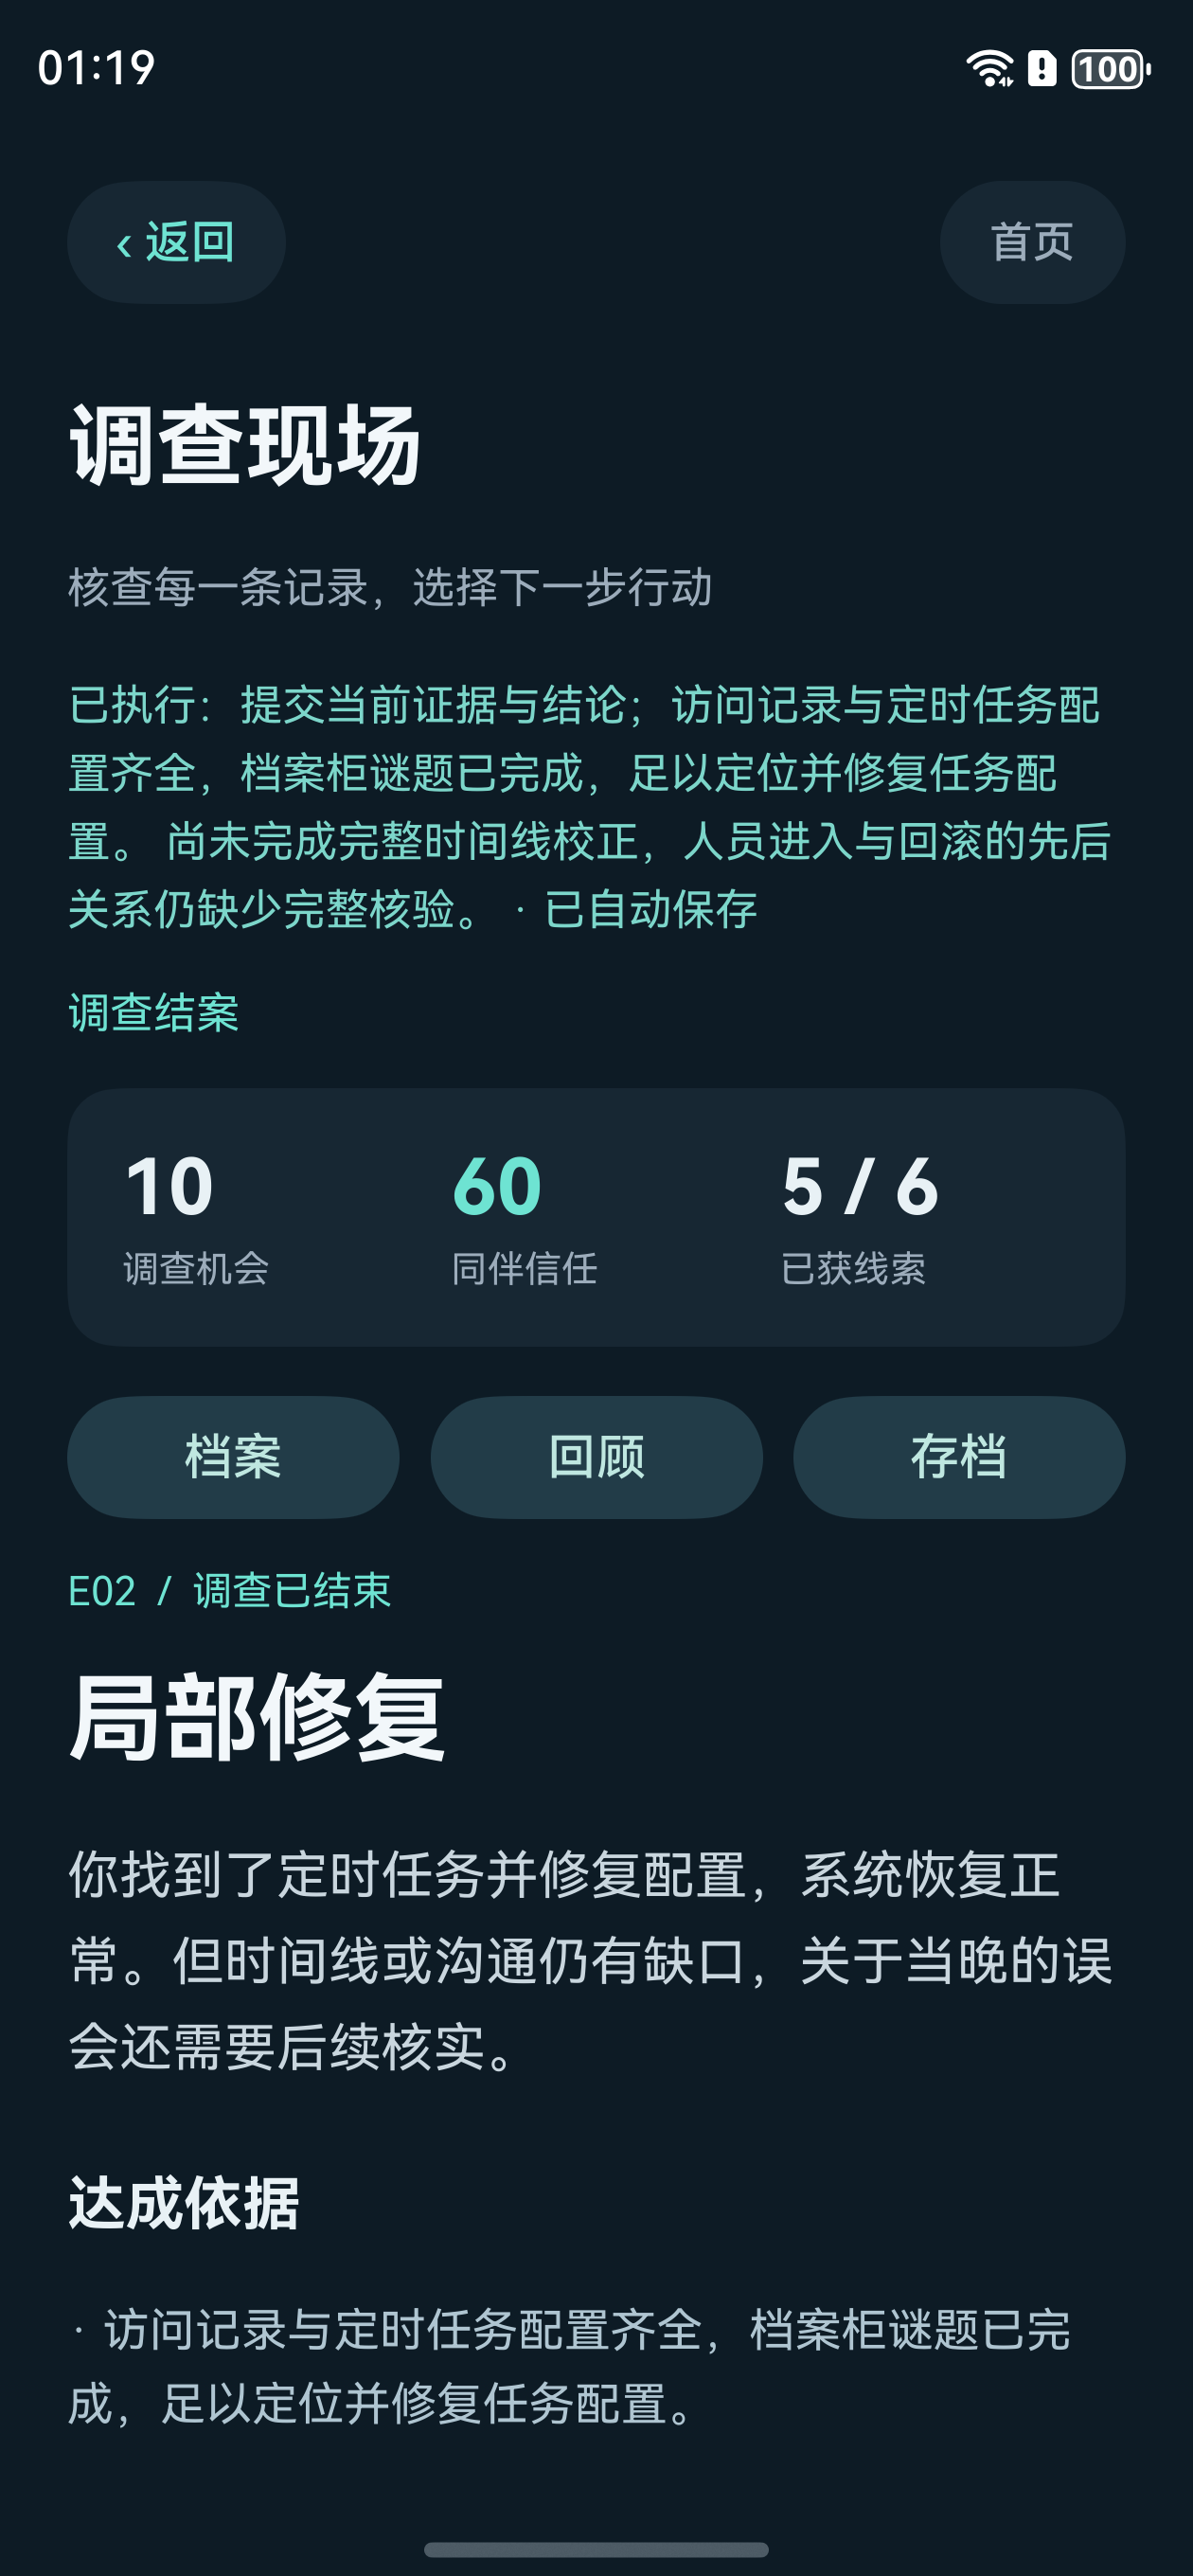 01:19
100
‹ 返回
首页
调查现场
核查每一条记录，选择下一步行动
已执行：提交当前证据与结论；访问记录与定时任务配
置齐全，档案柜谜题已完成，足以定位并修复任务配
置。 尚未完成完整时间线校正，人员进入与回滚的先后
关系仍缺少完整核验。 · 已自动保存
调查结案
10
60
5 / 6
调查机会
同伴信任
已获线索
档案
回顾
存档
E02 / 调查已结束
局部修复
你找到了定时任务并修复配置，系统恢复正
常。但时间线或沟通仍有缺口，关于当晚的误
会还需要后续核实。
达成依据
· 访问记录与定时任务配置齐全，档案柜谜题已完
成，足以定位并修复任务配置。